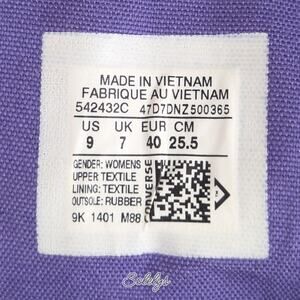 MADE IN VIETNAM
FABRIQUE AU VIETNAM
542432C 47D7DNZ500365
US UK EUR CM
9 7 40 25.5
GENDER: WOMENS
UPPER:TEXTILE
LINING: TEXTILE
OUTSOLE: RUBBER
9K 1401 M88
CONVERSE